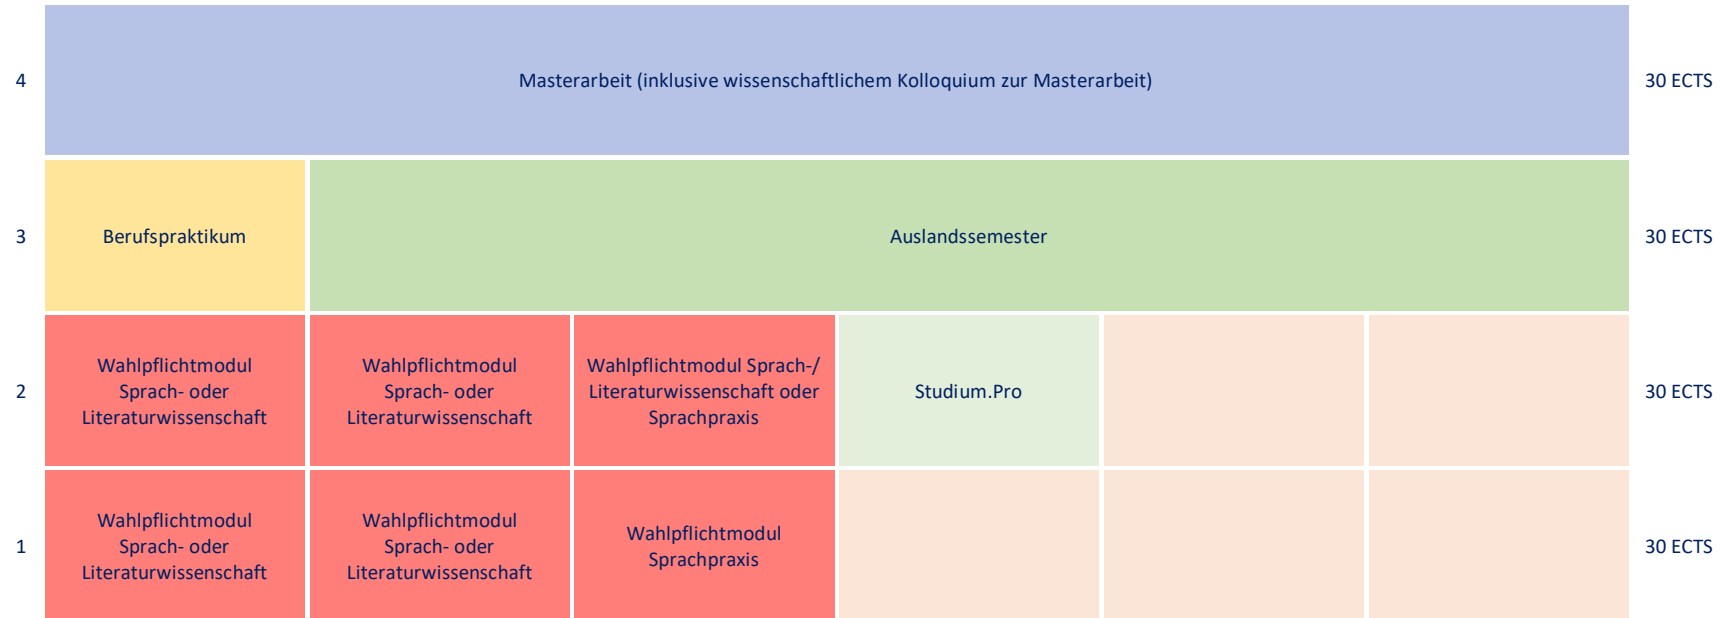 4
Masterarbeit (inklusive wissenschaftlichem Kolloquium zur Masterarbeit)
30 ECTS
3
Berufspraktikum
Auslandssemester
30 ECTS
2
Wahlpflichtmodul
Sprach- oder
Literaturwissenschaft
Wahlpflichtmodul
Sprach- oder
Literaturwissenschaft
Wahlpflichtmodul Sprach-/
Literaturwissenschaft oder
Sprachpraxis
Studium.Pro
30 ECTS
1
Wahlpflichtmodul
Sprach- oder
Literaturwissenschaft
Wahlpflichtmodul
Sprach- oder
Literaturwissenschaft
Wahlpflichtmodul
Sprachpraxis
30 ECTS